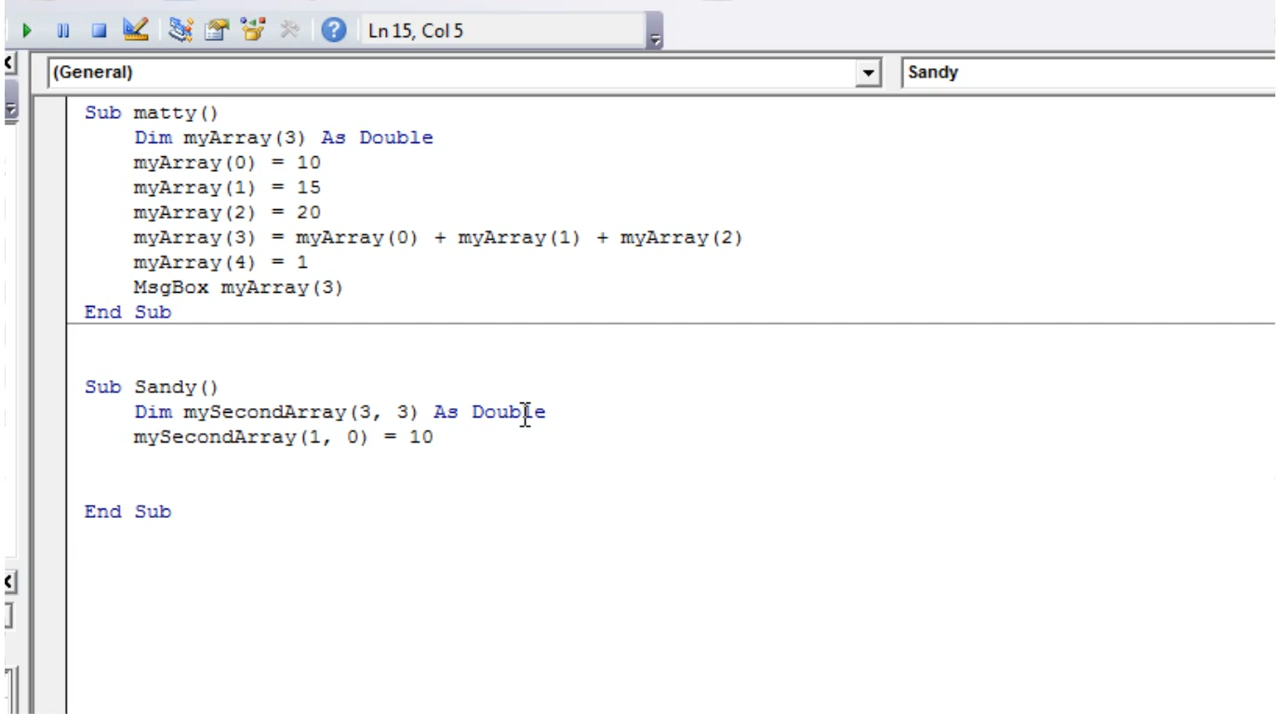 Ln 15, Col 5
(General)
Sandy
Sub matty()
Dim myArray(3) As Double
myArray(0) = 10
myArray(1) = 15
myArray(2) = 20
myArray(3) = myArray(0) + myArray(1) + myArray(2)
myArray(4) = 1
MsgBox myArray(3)
End Sub
Sub Sandy()
Dim mySecondArray(3, 3) As Double
mySecondArray(1, 0) = 10
End Sub